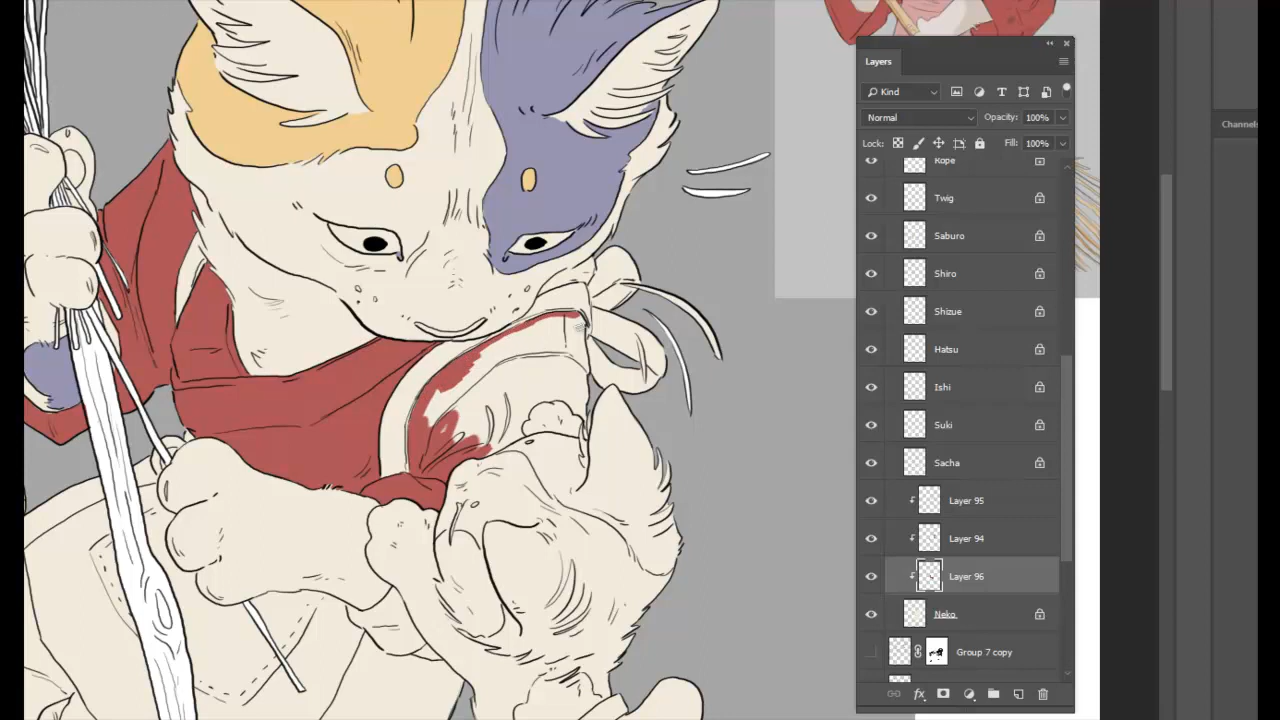 Layers
Kind
Normal
Opacity: 100%
Channels
Lock:
Fill: 100%
Rope
Twig
Saburo
Shiro
Shizue
Hatsu
Ishi
Suki
Sacha
Layer 95
Layer 94
Layer 96
Neko
Group 7 copy
fx